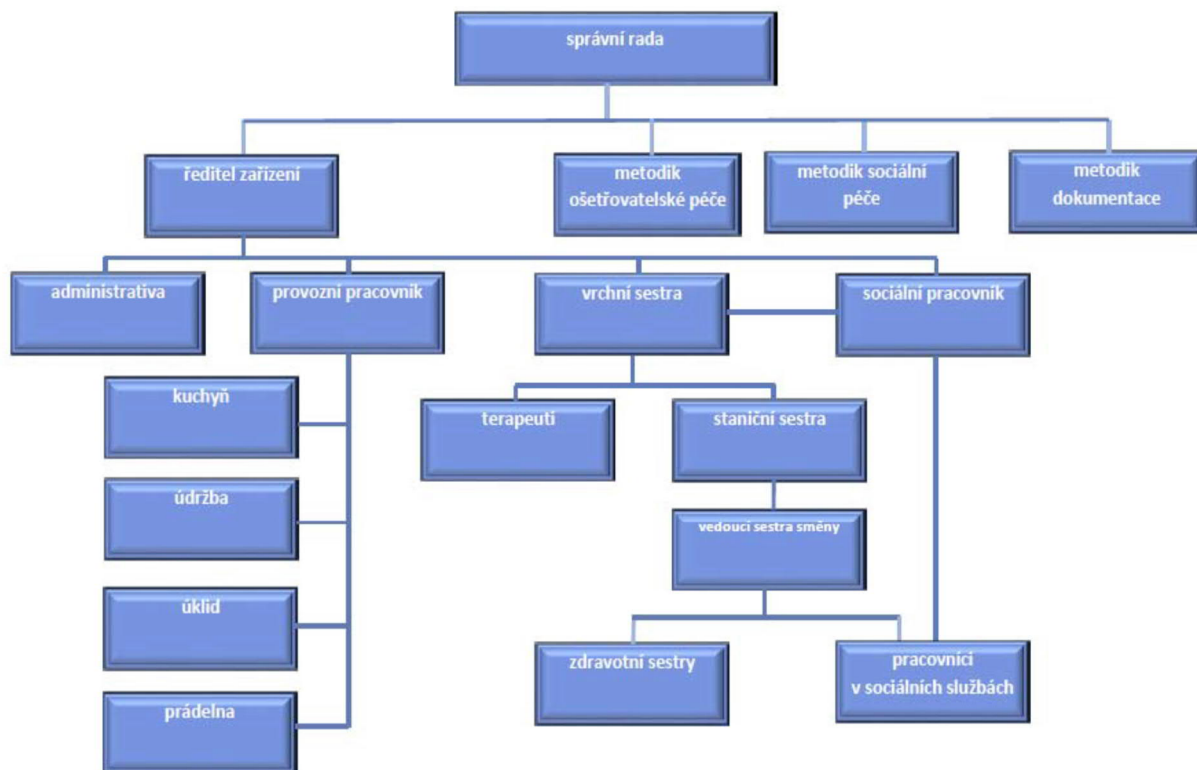 správní rada
ředitel zařízení
metodik
ošetřovatelské péče
metodik sociální
péče
metodik
dokumentace
administrativa
provozní pracovník
vrchní sestra
sociální pracovník
kuchyň
terapeuti
staniční sestra
údržba
vedoucí sestra směny
úklid
zdravotní sestry
pracovníci
v sociálních službách
prádelna